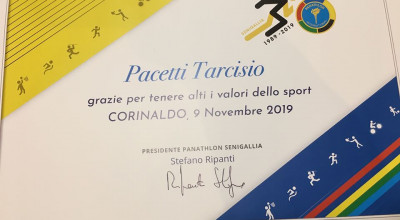 1989-2019
Pacetti Tarcisio
grazie per tenere alti i valori dello sport
CORINALDO, 9 Novembre 2019
PRESIDENTE PANATHLON SENIGALLIA
Stefano Ripanti